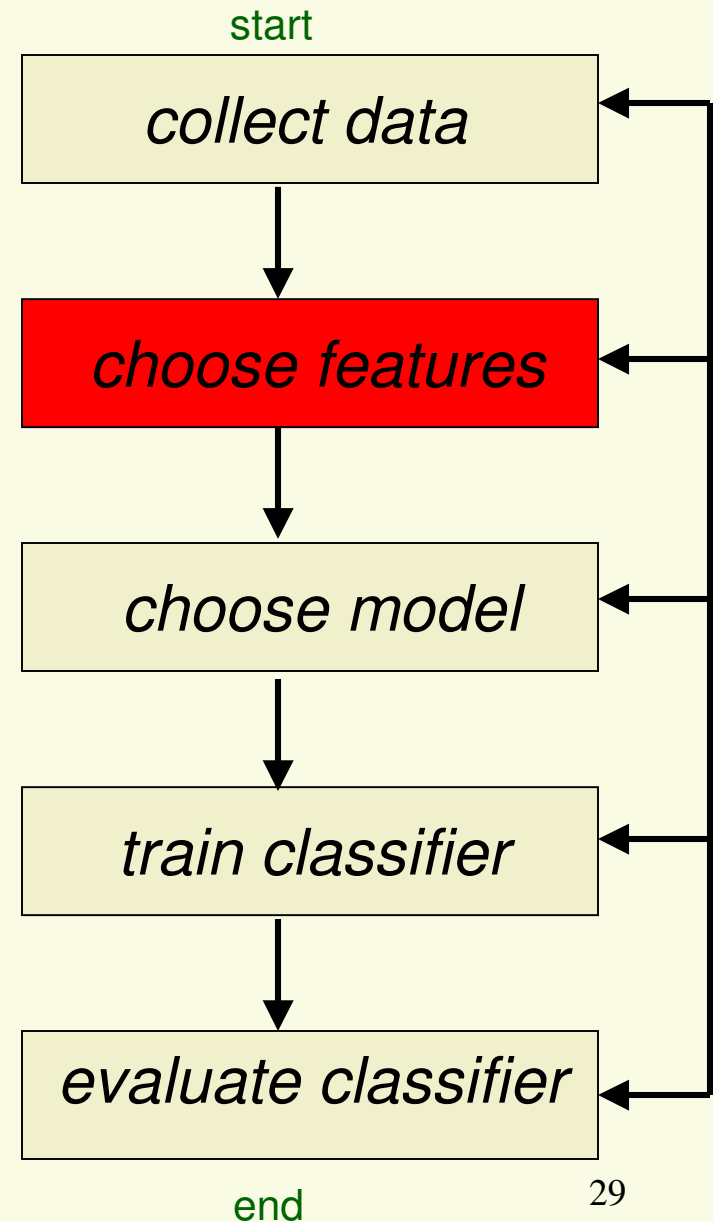 start
collect data
choose features
choose model
train classifier
evaluate classifier
end
29